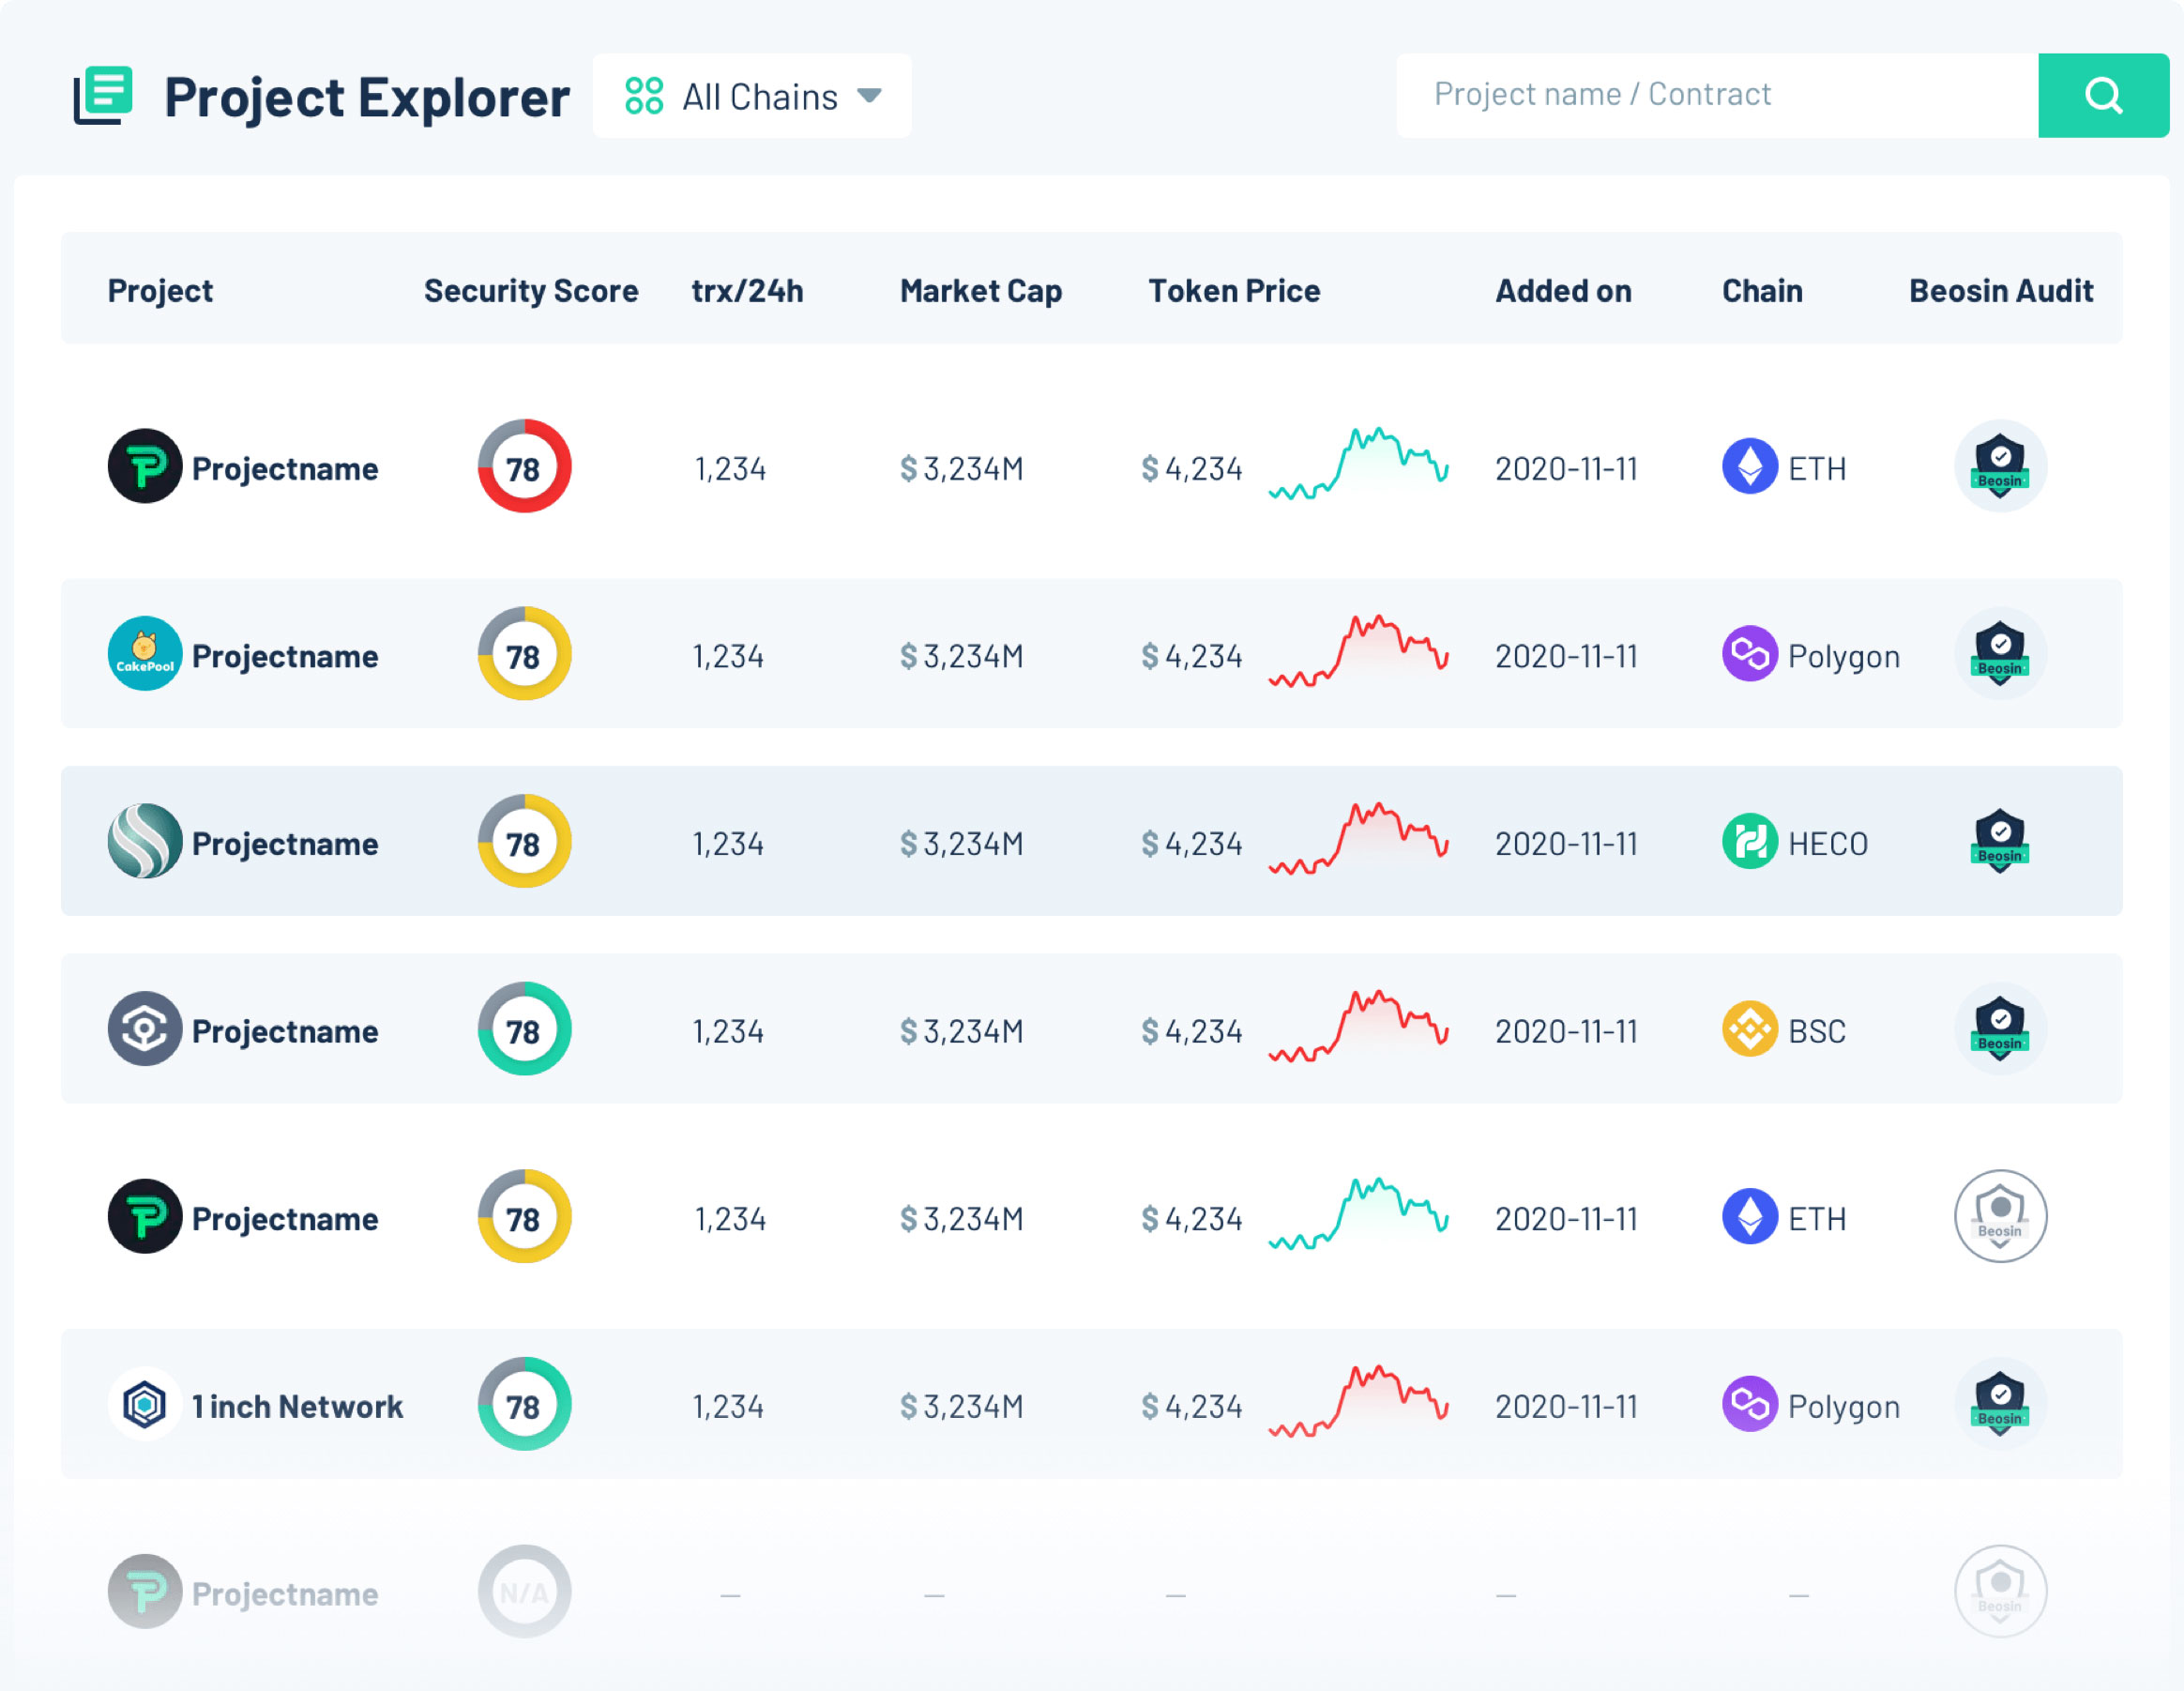 Project Explorer All Chains Project name / Contract
Project Security Score trx/24h Market Cap Token Price Added on Chain Beosin Audit
Projectname 78 1,234 $ 3,234M $ 4,234 2020-11-11 ETH Beosin
CakePool Projectname 78 1,234 $ 3,234M $ 4,234 2020-11-11 Polygon Beosin
Projectname 78 1,234 $ 3,234M $ 4,234 2020-11-11 HECO Beosin
Projectname 78 1,234 $ 3,234M $ 4,234 2020-11-11 BSC Beosin
Projectname 78 1,234 $ 3,234M $ 4,234 2020-11-11 ETH Beosin
1inch Network 78 1,234 $ 3,234M $ 4,234 2020-11-11 Polygon Beosin
Projectname N/A – – – – – Beosin